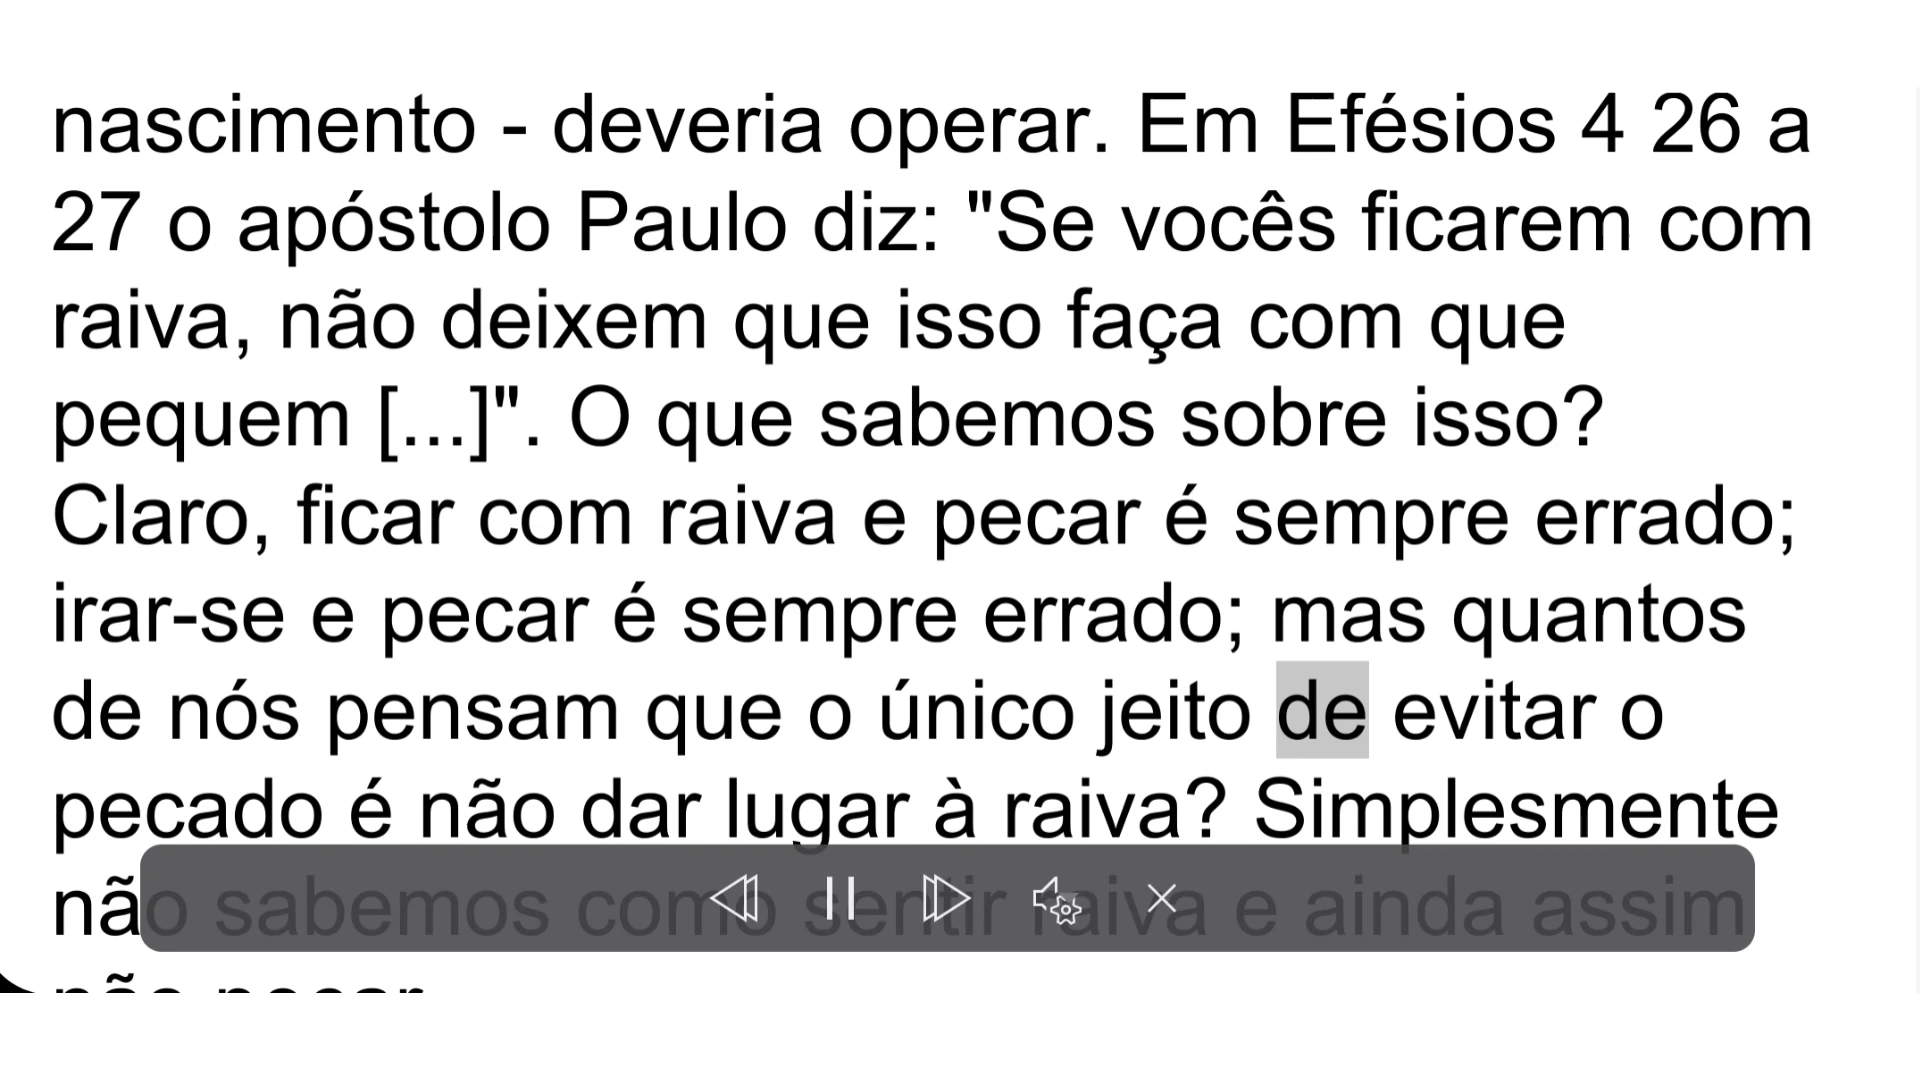 nascimento - deveria operar. Em Efésios 4 26 a
27 o apóstolo Paulo diz: "Se vocês ficarem com
raiva, não deixem que isso faça com que
pequem [...]". O que sabemos sobre isso?
Claro, ficar com raiva e pecar é sempre errado;
irar-se e pecar é sempre errado; mas quantos
de nós pensam que o único jeito de evitar o
pecado é não dar lugar à raiva? Simplesmente
não sabemos como sentir raiva e ainda assim
não pecar